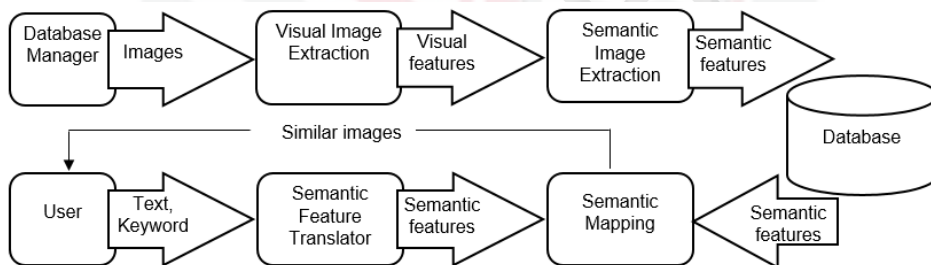 Database
Manager
Images
Visual Image
Extraction
Visual
features
Semantic
Image
Extraction
Semantic
features
Database
Similar images
User
Text,
Keyword
Semantic
Feature
Translator
Semantic
features
Semantic
Mapping
Semantic
features